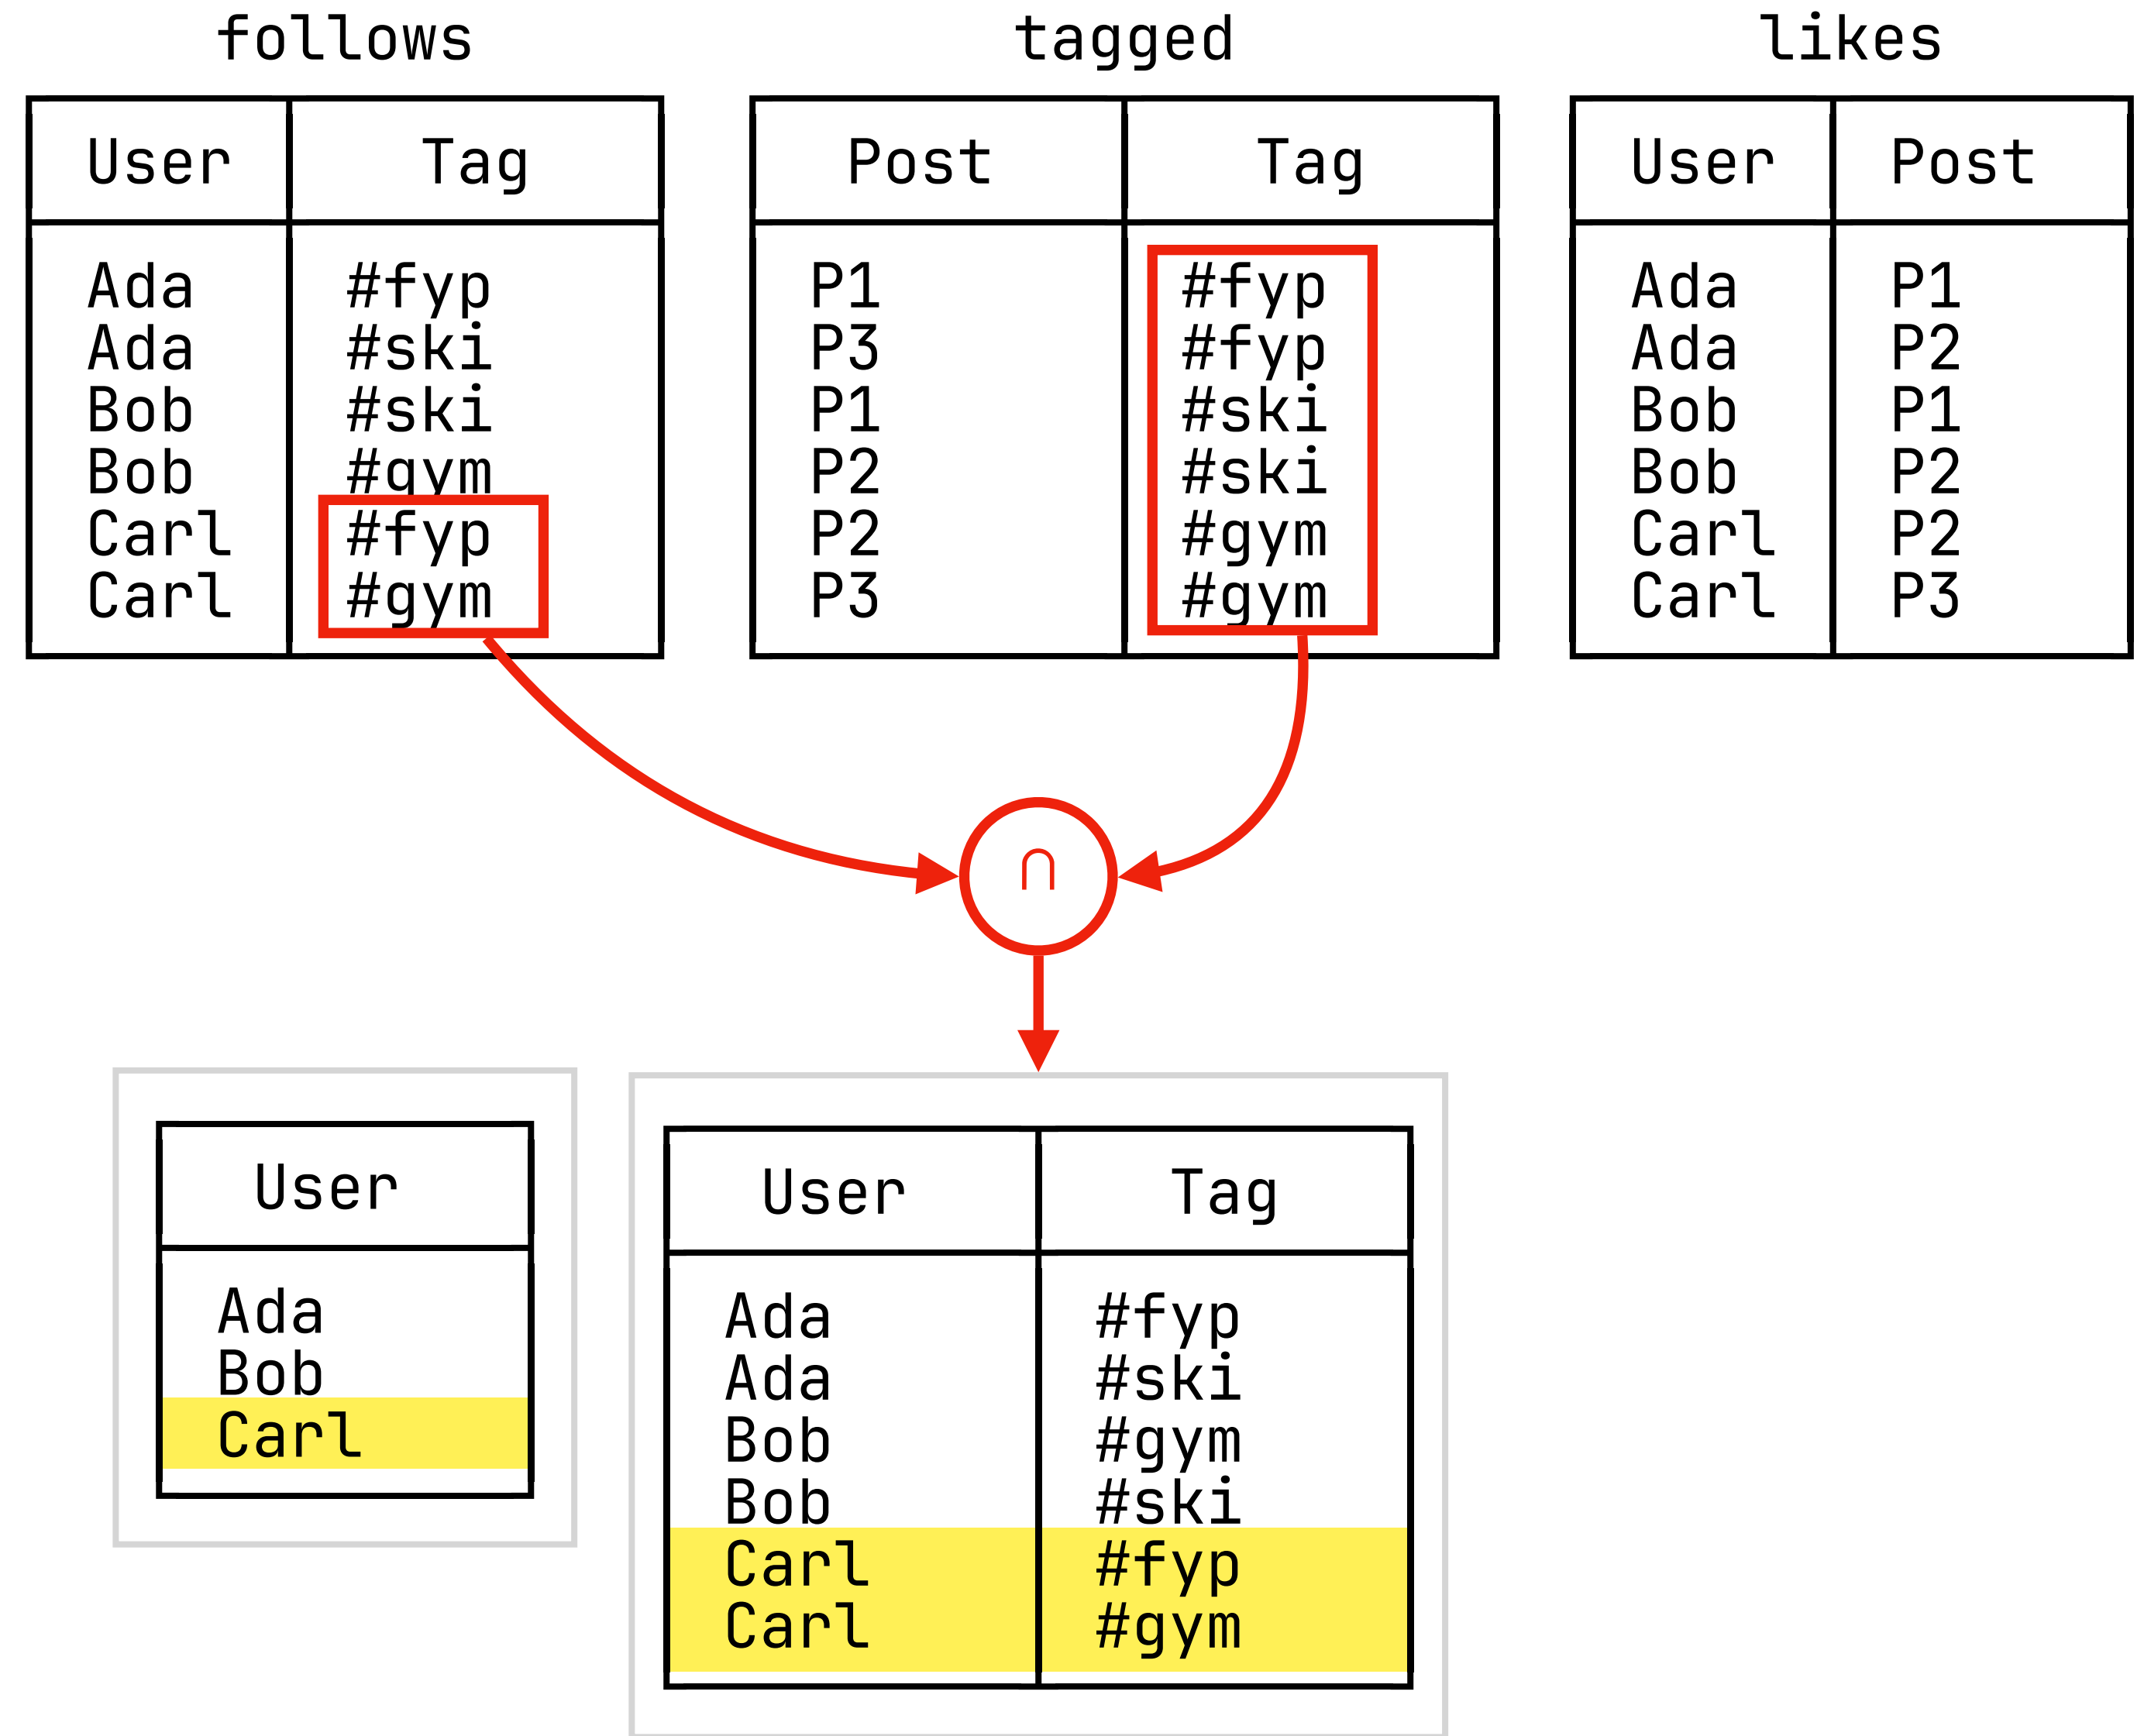 follows tagged likes
User Tag Post Tag User Post
Ada #fyp P1 #fyp Ada P1
Ada #ski P3 #fyp Ada P2
Bob #ski P1 #ski Bob P1
Bob #gym P2 #ski Bob P2
Carl #fyp P2 #gym Carl P2
Carl #gym P3 #gym Carl P3
∩
User
Ada
Bob
Carl
User Tag
Ada #fyp
Ada #ski
Bob #gym
Bob #ski
Carl #fyp
Carl #gym